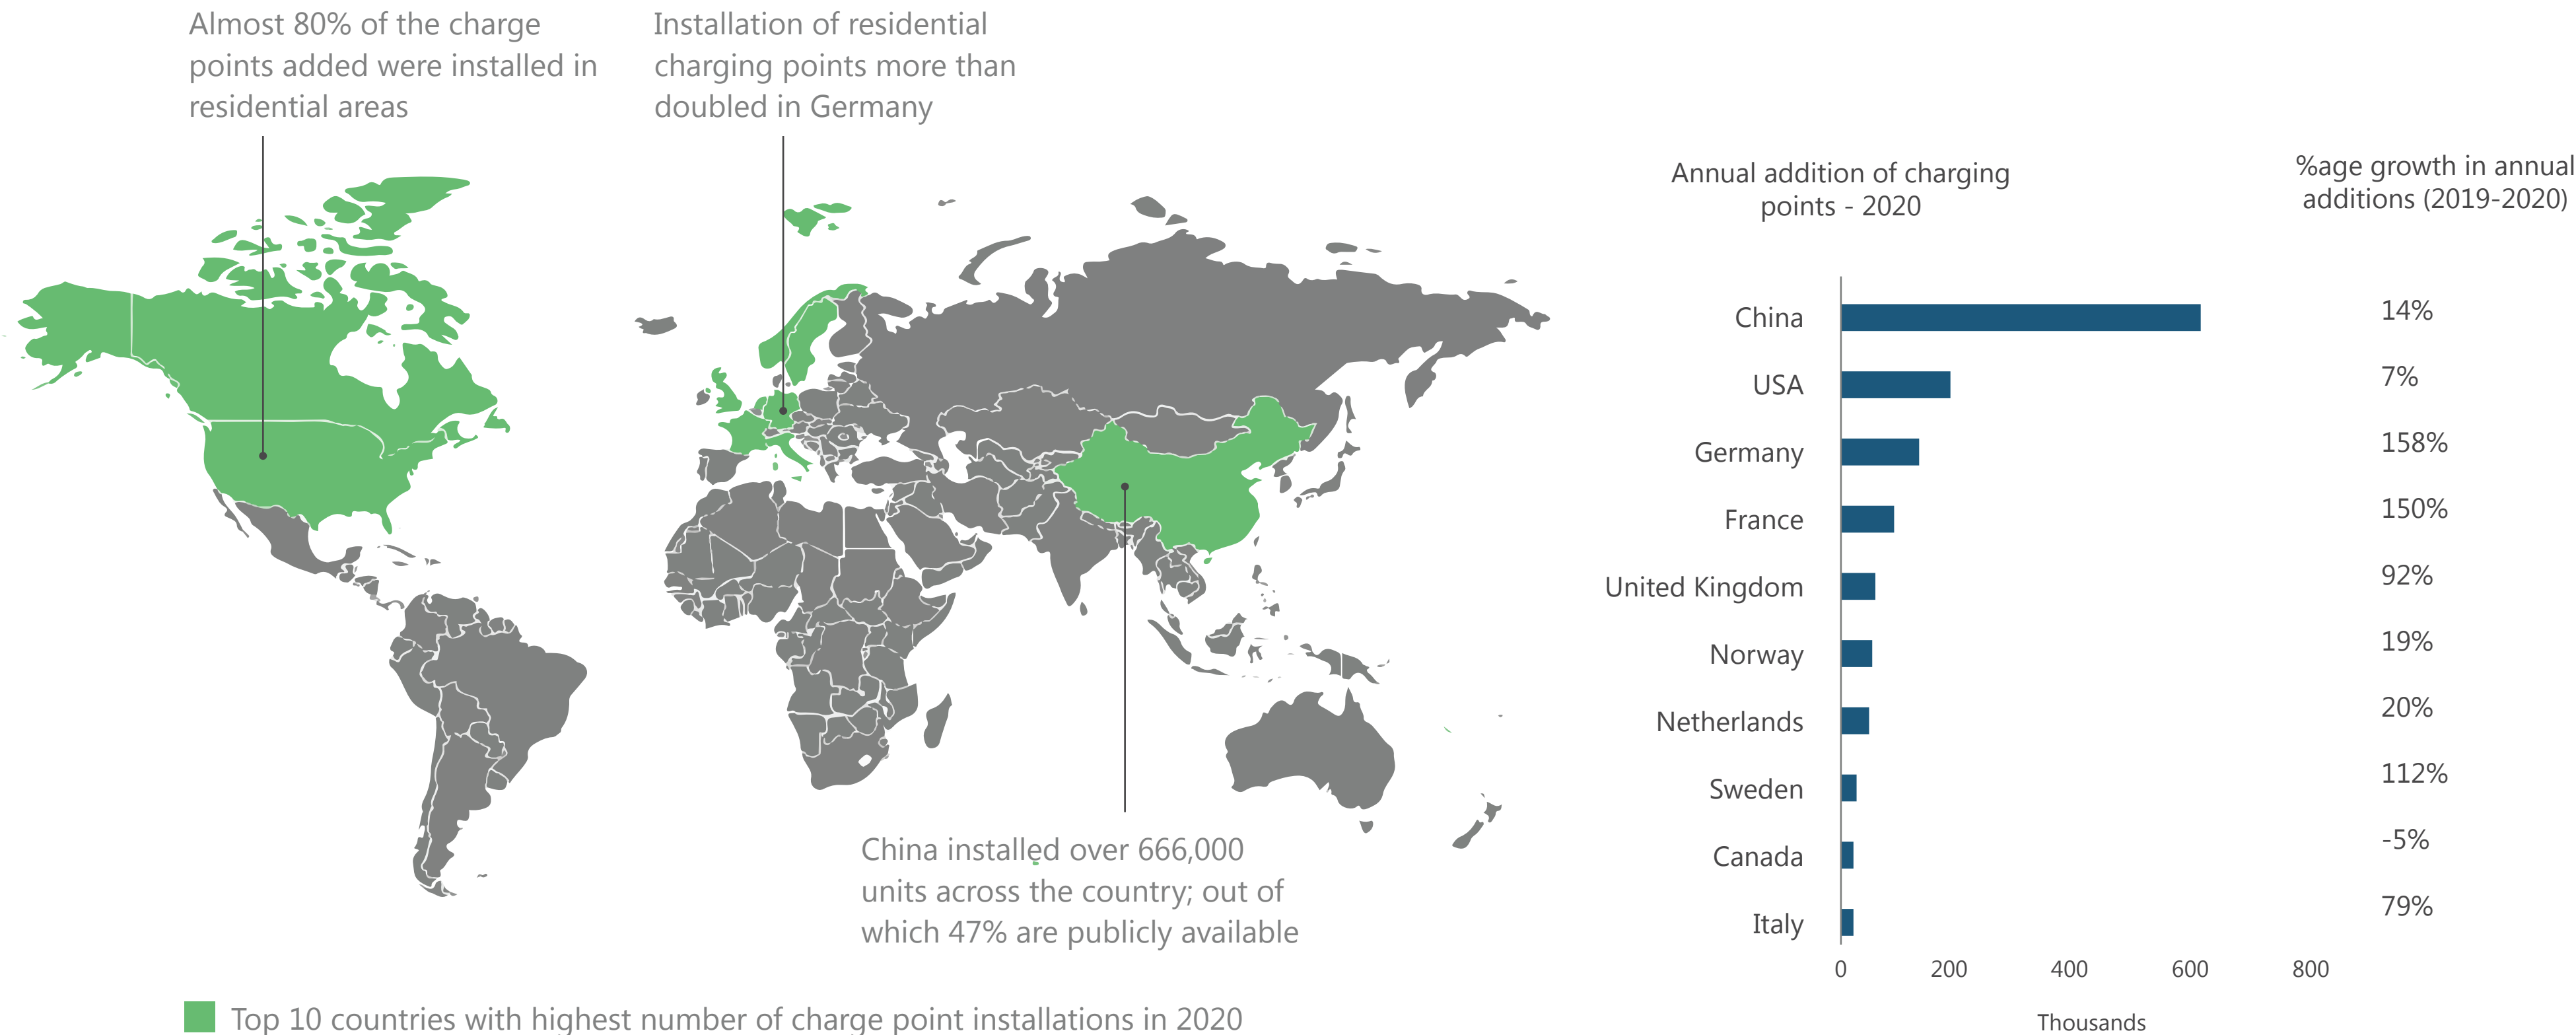 Almost 80% of the charge
points added were installed in
residential areas
Installation of residential
charging points more than
doubled in Germany
China installed over 666,000
units across the country; out of
which 47% are publicly available
Top 10 countries with highest number of charge point installations in 2020
Annual addition of charging
points - 2020
%age growth in annual
additions (2019-2020)
China 14%
USA 7%
Germany 158%
France 150%
United Kingdom 92%
Norway 19%
Netherlands 20%
Sweden 112%
Canada -5%
Italy 79%
0 200 400 600 800
Thousands